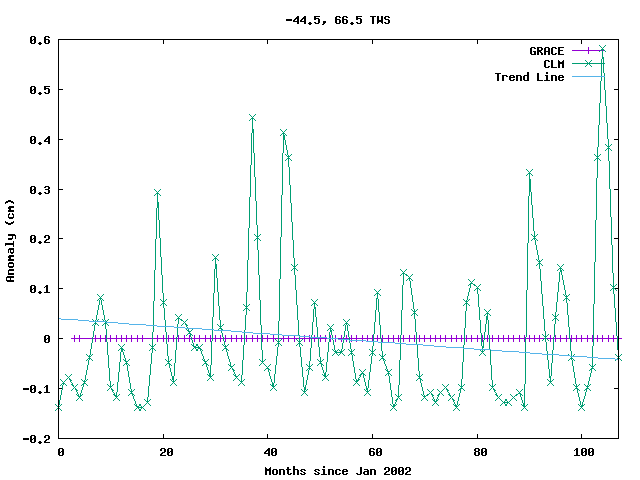 -44.5, 66.5 TWS
GRACE
CLM
Trend Line
0.6
0.5
0.4
0.3
0.2
0.1
0
-0.1
-0.2
Anomaly (cm)
0 20 40 60 80 100
Months since Jan 2002